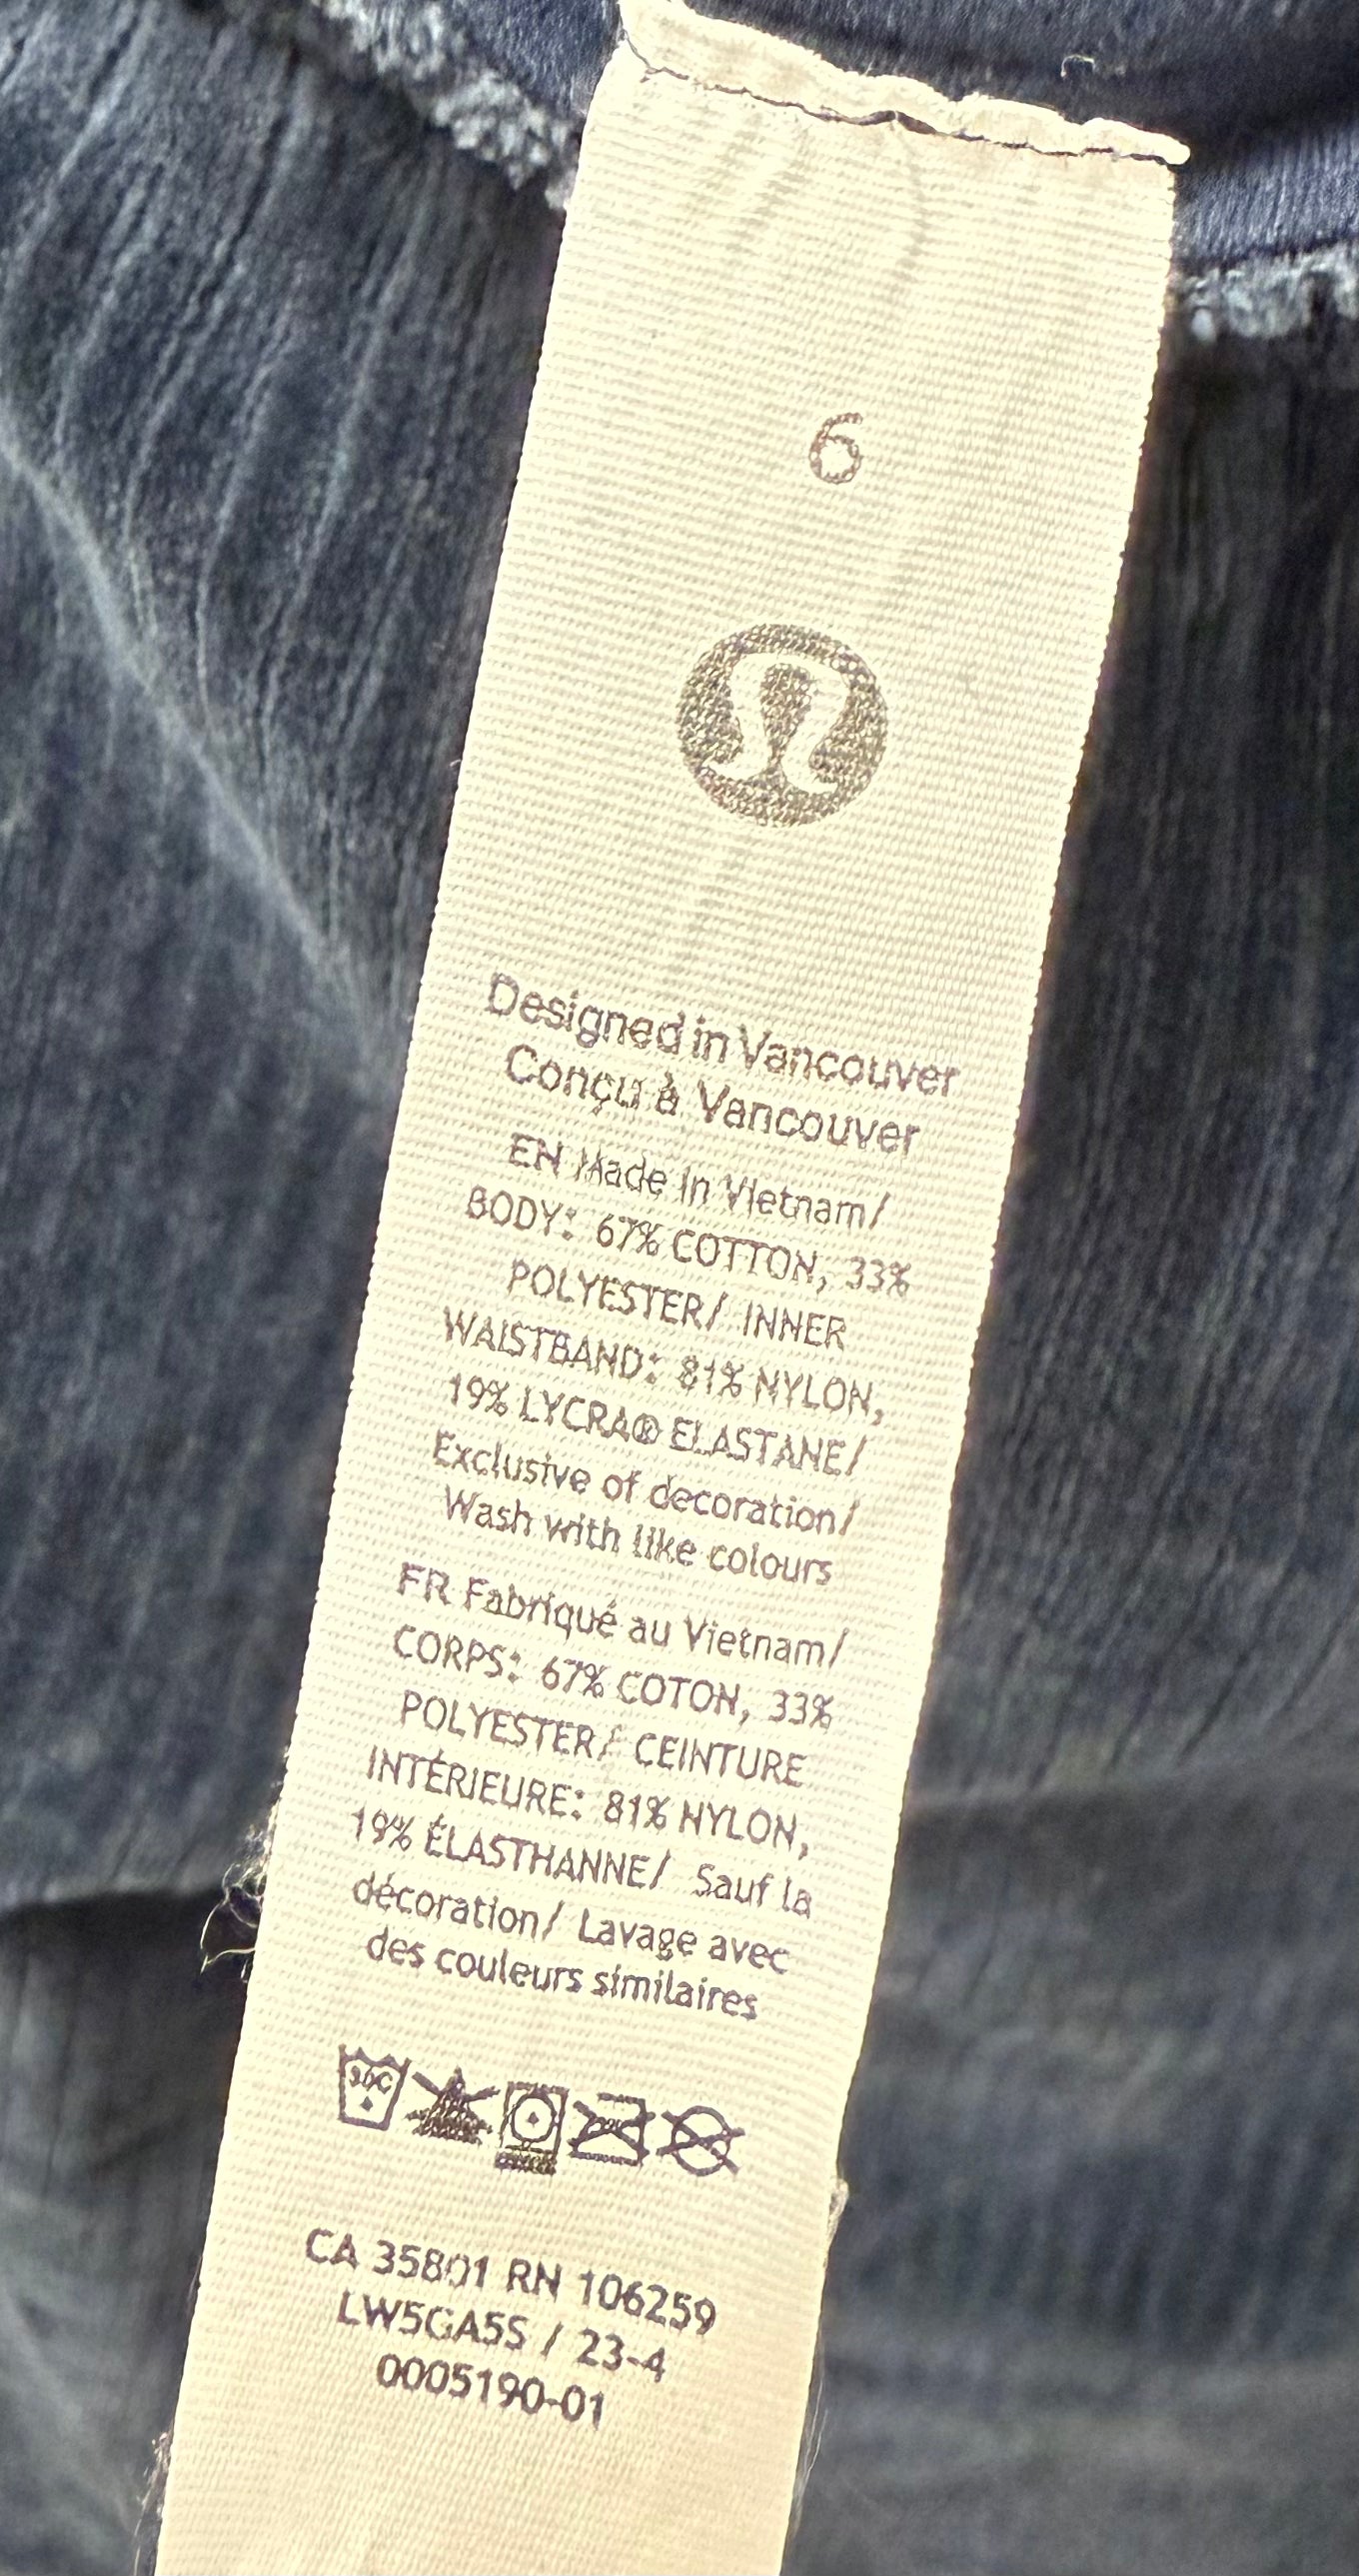 6
Designed in Vancouver
Conçu à Vancouver
EN Made in Vietnam/
BODY: 67% COTTON, 33%
POLYESTER/ INNER
WAISTBAND: 81% NYLON,
19% LYCRA® ELASTANE/
Exclusive of decoration/
Wash with like colours
FR Fabriqué au Vietnam/
CORPS: 67% COTON, 33%
POLYESTER/ CEINTURE
INTÉRIEURE: 81% NYLON,
19% ÉLASTHANNE/ Sauf la
décoration/ Lavage avec
des couleurs similaires
30C
CA 35801 RN 106259
LW5GA5S / 23-4
0005190-01